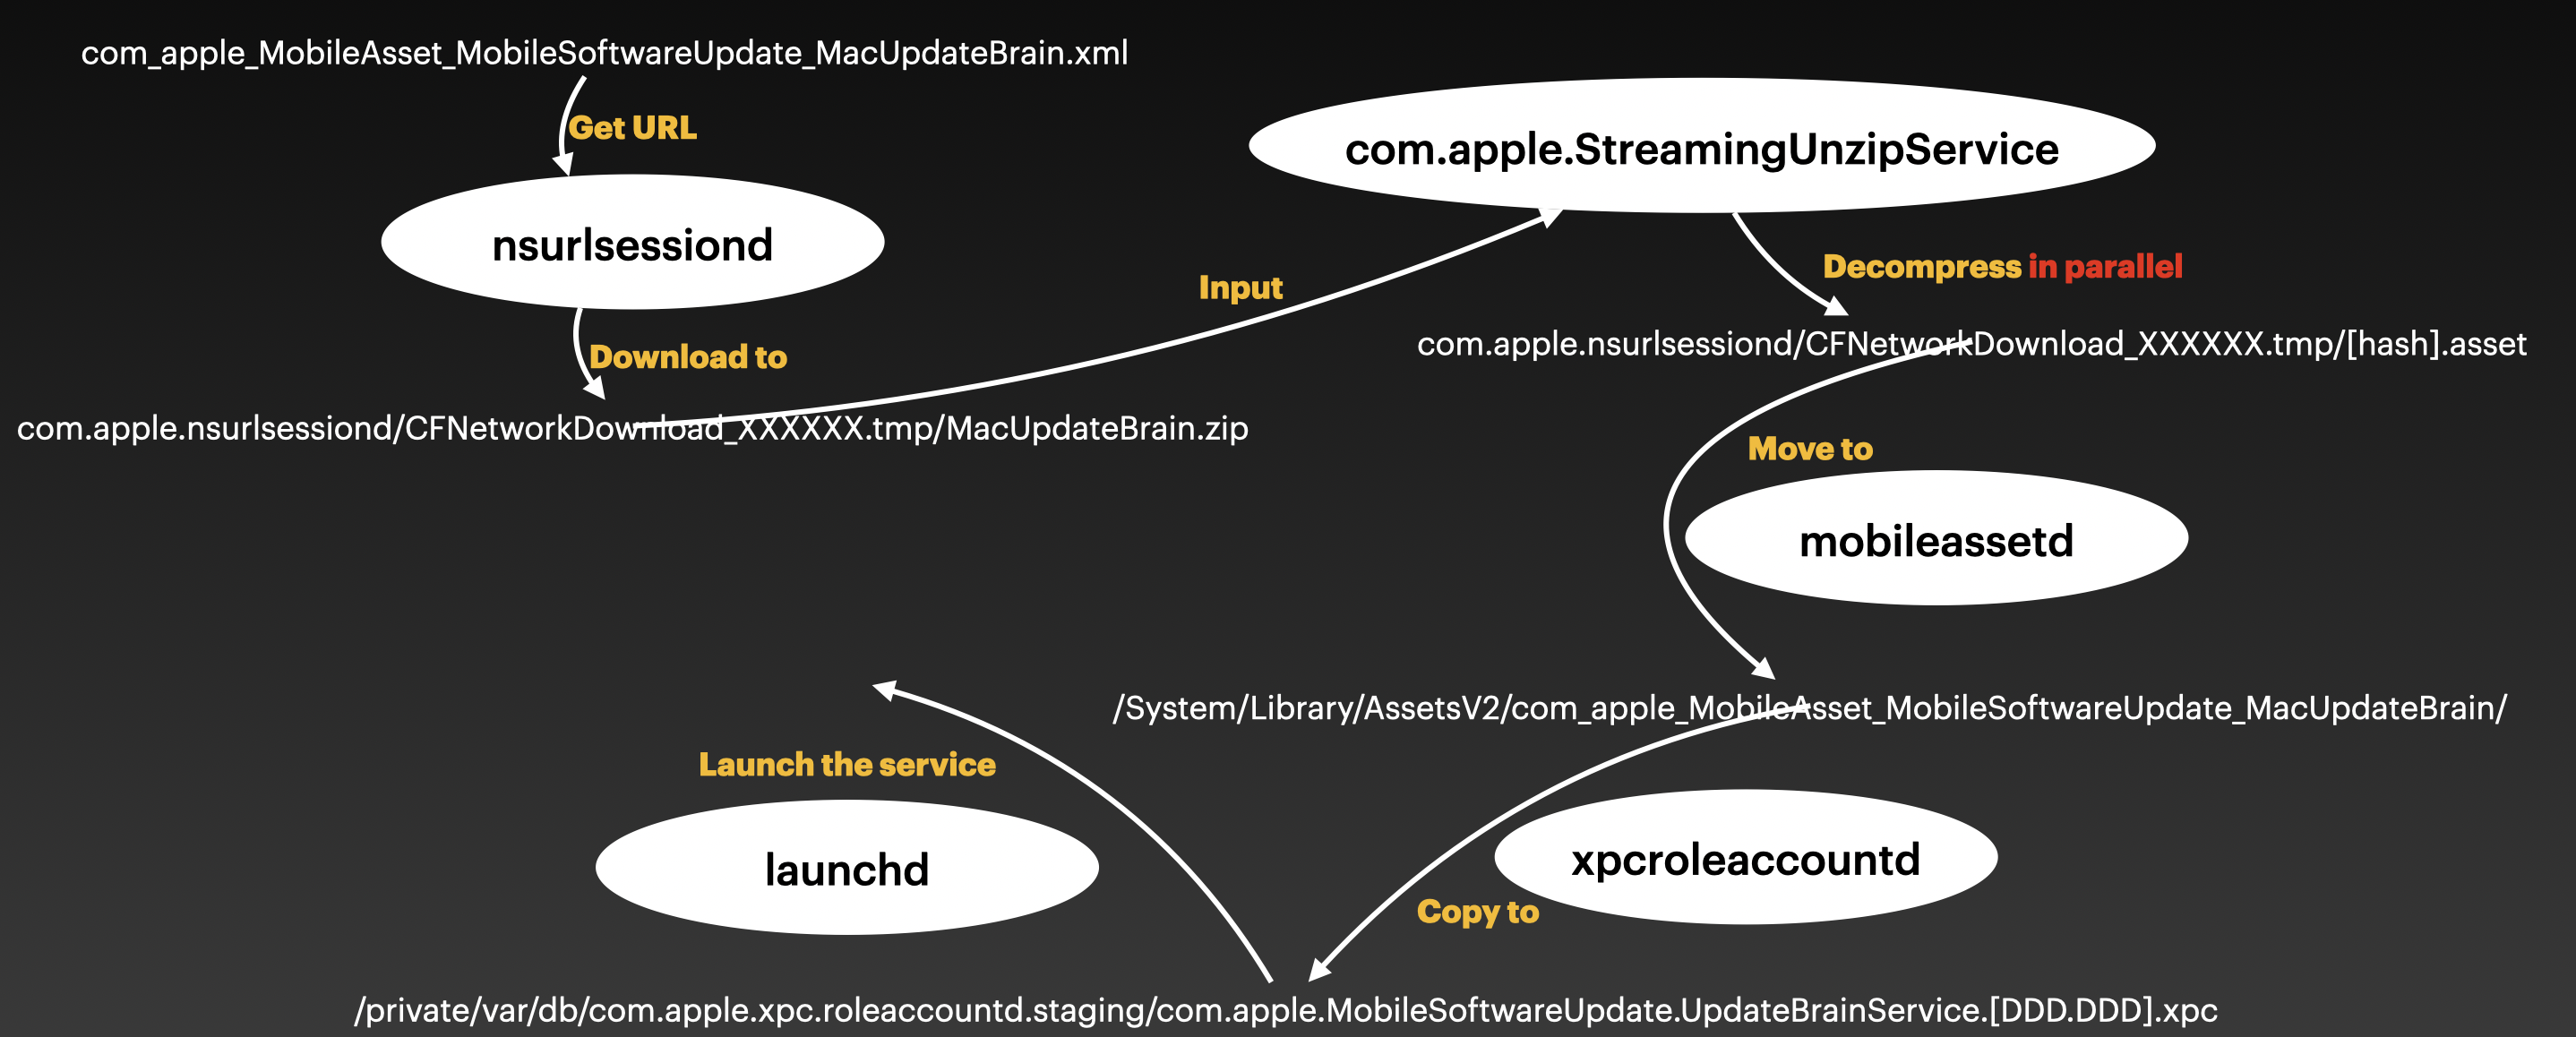 com_apple_MobileAsset_MobileSoftwareUpdate_MacUpdateBrain.xml
Get URL
nsurlsessiond
Download to
com.apple.nsurlsessiond/CFNetworkDownload_XXXXXX.tmp/MacUpdateBrain.zip
Input
com.apple.StreamingUnzipService
Decompress in parallel
com.apple.nsurlsessiond/CFNetworkDownload_XXXXXX.tmp/[hash].asset
Move to
mobileassetd
/System/Library/AssetsV2/com_apple_MobileAsset_MobileSoftwareUpdate_MacUpdateBrain/
xpcroleaccountd
Copy to
/private/var/db/com.apple.xpc.roleaccountd.staging/com.apple.MobileSoftwareUpdate.UpdateBrainService.[DDD.DDD].xpc
Launch the service
launchd